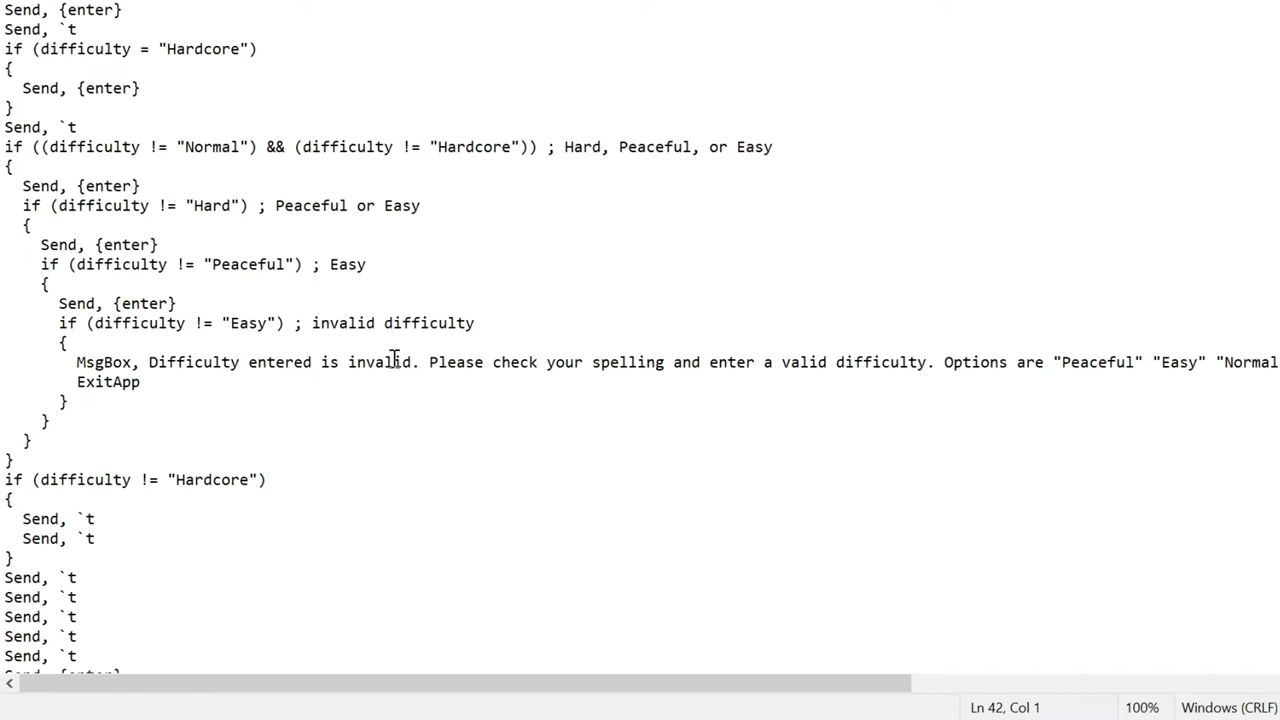 Send, {enter}
Send, `t
if (difficulty = "Hardcore")
{
Send, {enter}
}
Send, `t
if ((difficulty != "Normal") && (difficulty != "Hardcore")) ; Hard, Peaceful, or Easy
{
Send, {enter}
if (difficulty != "Hard") ; Peaceful or Easy
{
Send, {enter}
if (difficulty != "Peaceful") ; Easy
{
Send, {enter}
if (difficulty != "Easy") ; invalid difficulty
{
MsgBox, Difficulty entered is invalid. Please check your spelling and enter a valid difficulty. Options are "Peaceful" "Easy" "Normal
ExitApp
}
}
}
}
if (difficulty != "Hardcore")
{
Send, `t
Send, `t
}
Send, `t
Send, `t
Send, `t
Send, `t
Send, `t
Send, {enter}
Ln 42, Col 1
100%
Windows (CRLF)